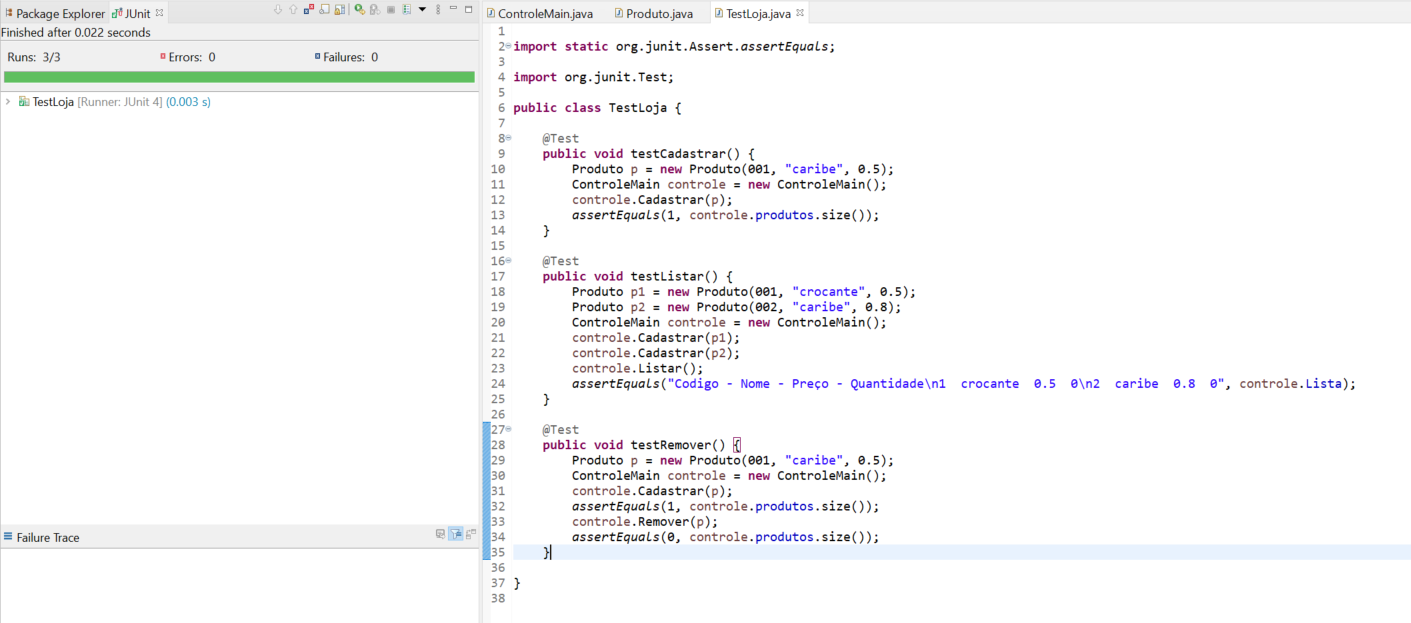 Package Explorer JUnit
Finished after 0.022 seconds
Runs: 3/3 Errors: 0 Failures: 0
TestLoja [Runner: JUnit 4] (0.003 s)
Failure Trace
ControleMain.java Produto.java TestLoja.java
1
2 import static org.junit.Assert.assertEquals;
3
4 import org.junit.Test;
5
6 public class TestLoja {
7
8 @Test
9 public void testCadastrar() {
10 Produto p = new Produto(001, "caribe", 0.5);
11 ControleMain controle = new ControleMain();
12 controle.Cadastrar(p);
13 assertEquals(1, controle.produtos.size());
14 }
15
16 @Test
17 public void testListar() {
18 Produto p1 = new Produto(001, "crocante", 0.5);
19 Produto p2 = new Produto(002, "caribe", 0.8);
20 ControleMain controle = new ControleMain();
21 controle.Cadastrar(p1);
22 controle.Cadastrar(p2);
23 controle.Listar();
24 assertEquals("Codigo - Nome - Preço - Quantidade\n1  crocante  0.5  0\n2  caribe  0.8  0", controle.Lista);
25 }
26
27 @Test
28 public void testRemover() {
29 Produto p = new Produto(001, "caribe", 0.5);
30 ControleMain controle = new ControleMain();
31 controle.Cadastrar(p);
32 assertEquals(1, controle.produtos.size());
33 controle.Remover(p);
34 assertEquals(0, controle.produtos.size());
35 }
36
37 }
38